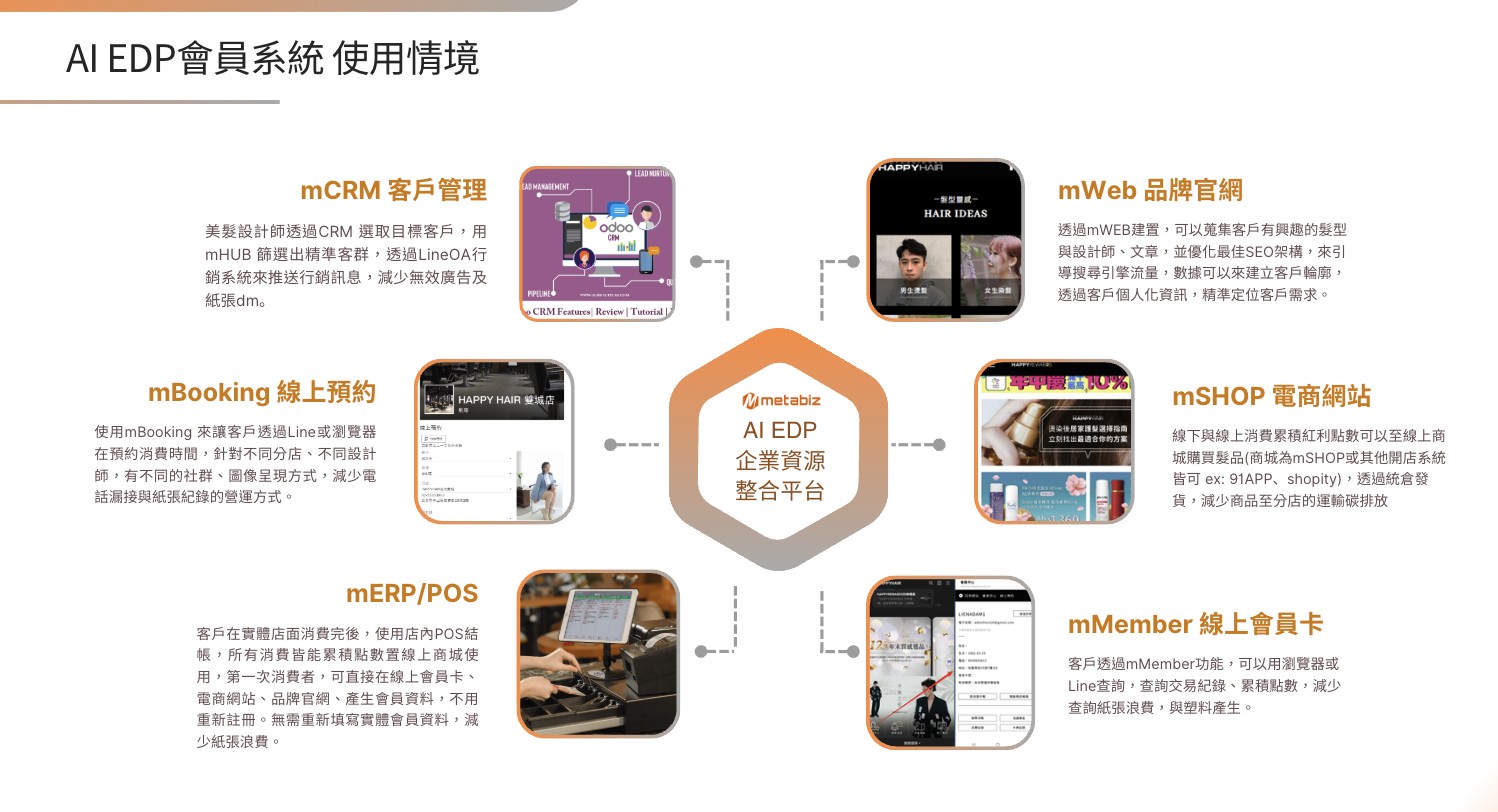 AI EDP會員系統 使用情境
mCRM 客戶管理
美髮設計師透過CRM 選取目標客戶，用
mHUB 篩選出精準客群，透過LineOA行
銷系統來推送行銷訊息，減少無效廣告及
紙張dm。
EAD MANAGEMENT
LEAD NURTUR
odoo
CRM
PIPELINE
QU
o CRM Features| Review | Tutorial |
HAPPYHAIR
髮型靈感
HAIR IDEAS
男生燙髮
女生染髮
mWeb 品牌官網
透過mWEB建置，可以蒐集客戶有興趣的髮型
與設計師、文章，並優化最佳SEO架構，來引
導搜尋引擎流量，數據可以來建立客戶輪廓，
透過客戶個人化資訊，精準定位客戶需求。
mBooking 線上預約
使用mBooking 來讓客戶透過Line或瀏覽器
在預約消費時間，針對不同分店、不同設計
師，有不同的社群、圖像呈現方式，減少電
話漏接與紙張紀錄的營運方式。
HAPPY HAIR 雙城店
線上預約
metabiz
AI EDP
企業資源
整合平台
年中慶
最高10%
HAPPYHAIR
燙染後居家護髮選擇指南
立刻找出最適合你的方案
mSHOP 電商網站
線下與線上消費累積紅利點數可以至線上商
城購買髮品(商城為mSHOP或其他開店系統
皆可 ex: 91APP、shopity)，透過統倉發
貨，減少商品至分店的運輸碳排放
mERP/POS
客戶在實體店面消費完後，使用店內POS結
帳，所有消費皆能累積點數置線上商城使
用，第一次消費者，可直接在線上會員卡、
電商網站、品牌官網、產生會員資料，不用
重新註冊。無需重新填寫實體會員資料，減
少紙張浪費。
HAPPYHAIR
會員中心
mMember 線上會員卡
客戶透過mMember功能，可以用瀏覽器或
Line查詢，查詢交易紀錄、累積點數，減少
查詢紙張浪費，與塑料產生。